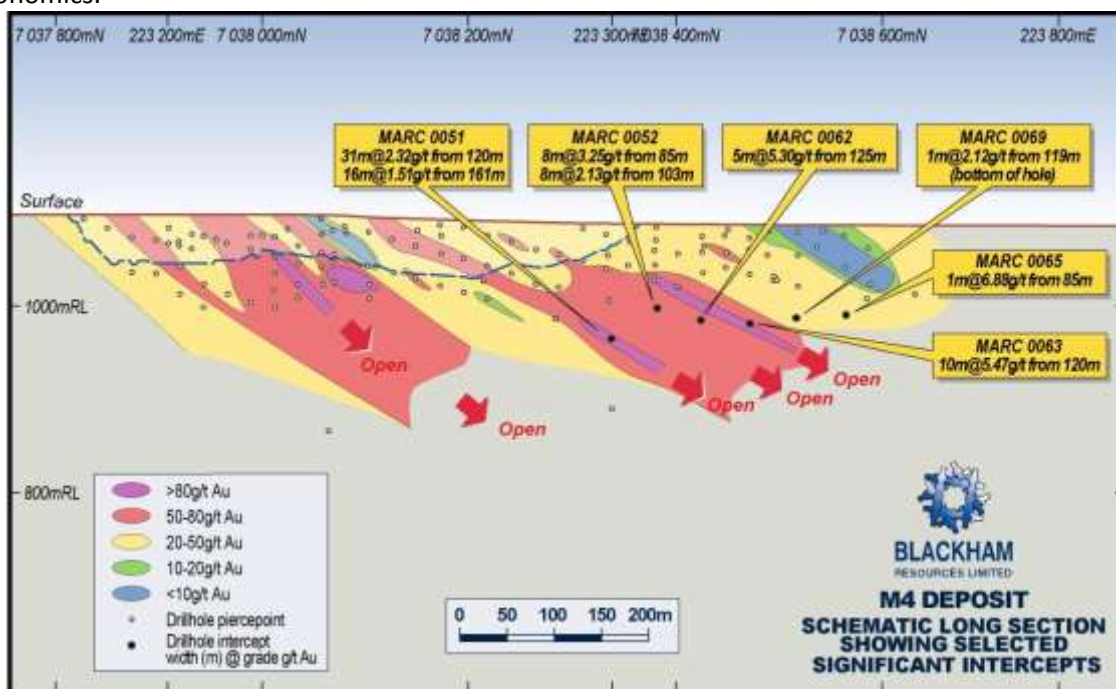 onomics.
7 037 800mN 223 200mE 7 038 000mN 7 038 200mN 223 300mE 7 038 400mN 7 038 600mN 223 800mE
MARC 0051
31m@2.32g/t from 120m
16m@1.51g/t from 161m
MARC 0052
8m@3.25g/t from 85m
8m@2.13g/t from 103m
MARC 0062
5m@5.30g/t from 125m
MARC 0069
1m@2.12g/t from 119m
(bottom of hole)
Surface
MARC 0065
1m@6.88g/t from 85m
1000mRL
MARC 0063
10m@5.47g/t from 120m
Open
Open
Open
Open
Open
800mRL
>80g/t Au
50-80g/t Au
20-50g/t Au
10-20g/t Au
<10g/t Au
Drillhole piercepoint
Drillhole intercept
width (m) @ grade g/t Au
0 50 100 150 200m
BLACKHAM
RESOURCES LIMITED
M4 DEPOSIT
SCHEMATIC LONG SECTION
SHOWING SELECTED
SIGNIFICANT INTERCEPTS